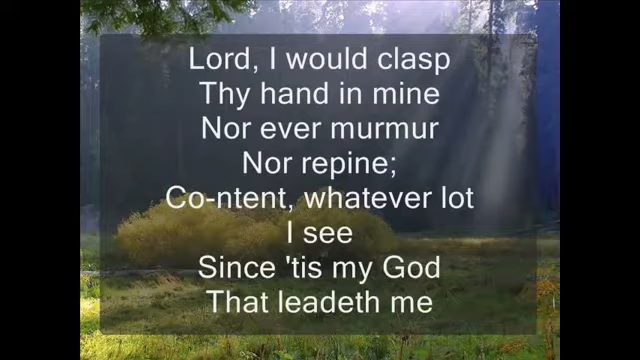 Lord, I would clasp
Thy hand in mine
Nor ever murmur
Nor repine;
Co-ntent, whatever lot
I see
Since 'tis my God
That leadeth me